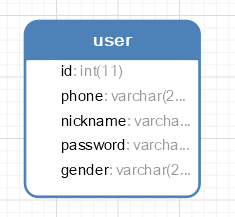 user
id: int(11)
phone: varchar(2...
nickname: varcha...
password: varcha...
gender: varchar(2...